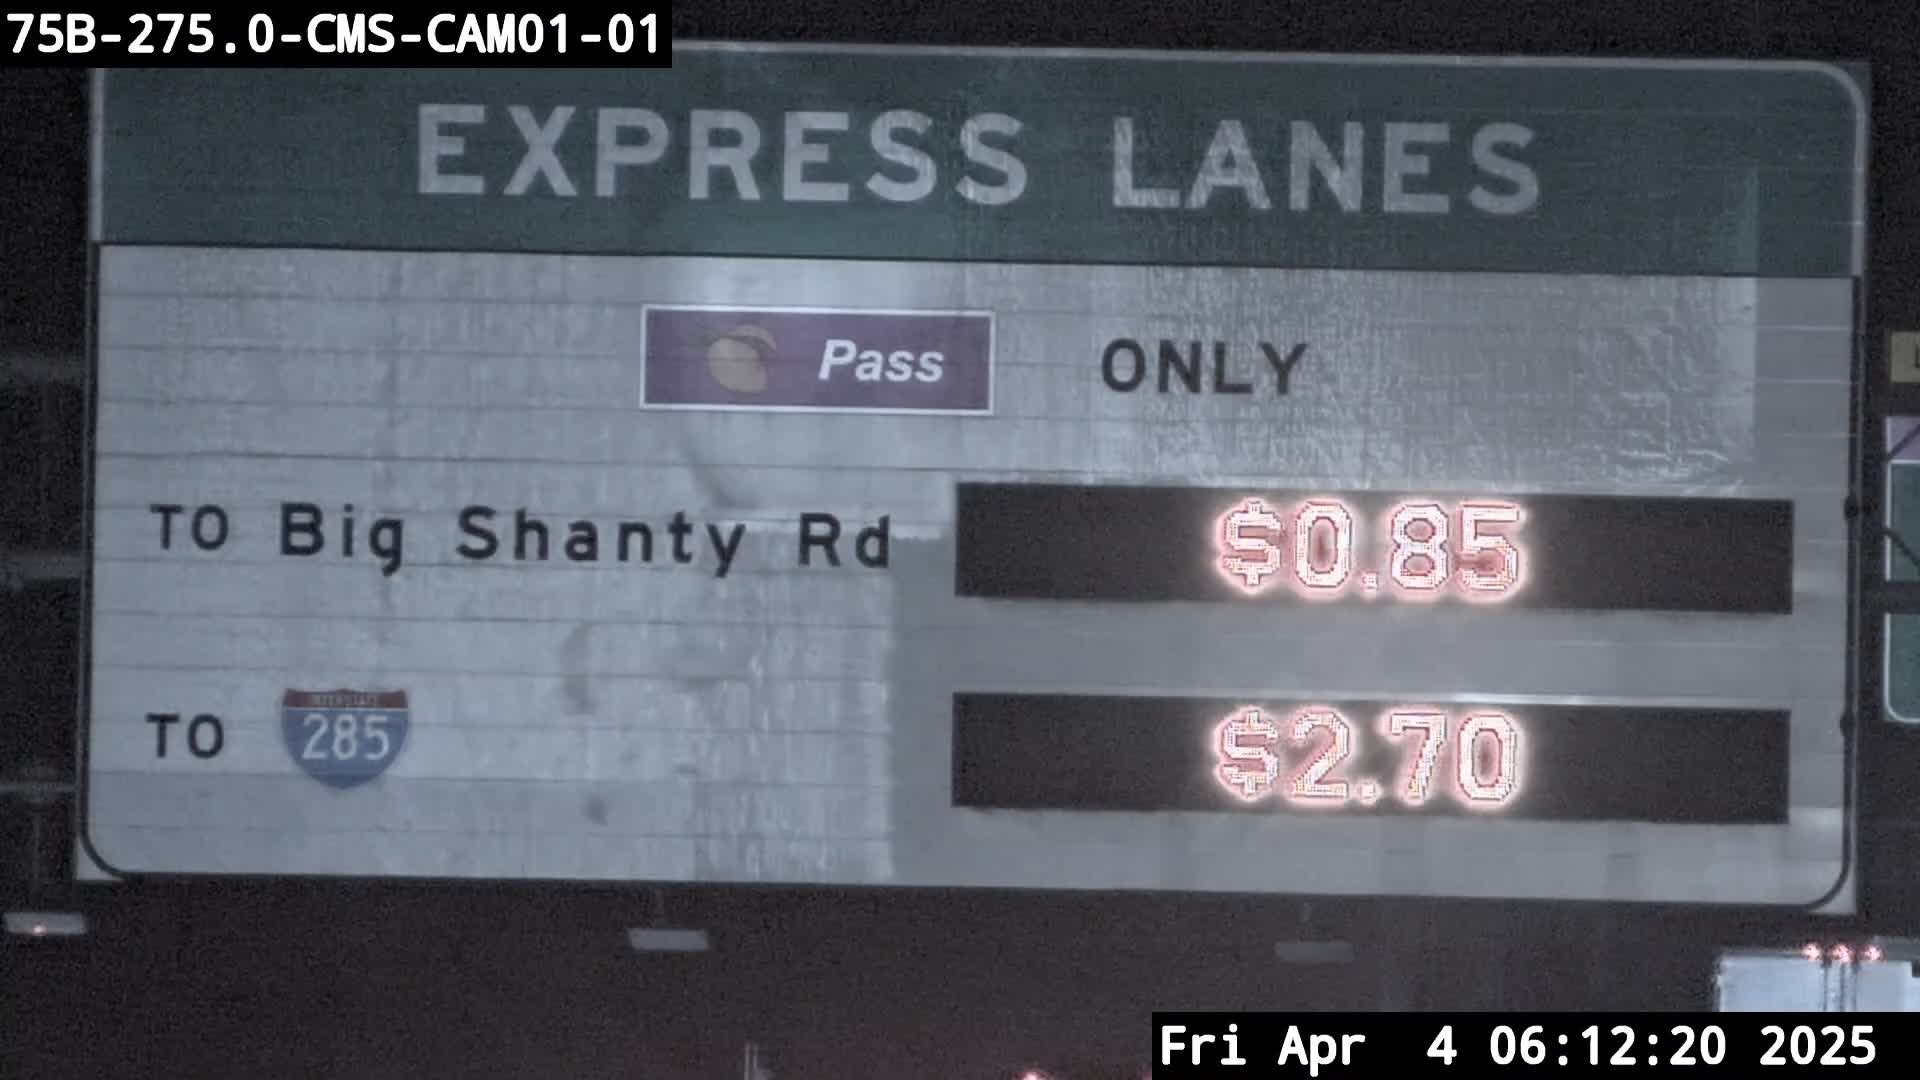 75B-275.0-CMS-CAM01-01
EXPRESS LANES
Pass ONLY
TO Big Shanty Rd $0.85
TO INTERSTATE 285 $2.70
Fri Apr 4 06:12:20 2025